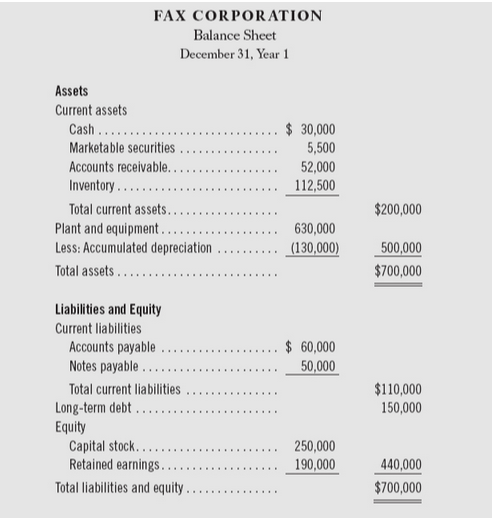 FAX CORPORATION
Balance Sheet
December 31, Year 1
Assets
Current assets
Cash .............................. $ 30,000
Marketable securities ................ 5,500
Accounts receivable.................. 52,000
Inventory ........................... 112,500
Total current assets.................. $200,000
Plant and equipment .................. 630,000
Less: Accumulated depreciation .......... (130,000) 500,000
Total assets ........................... $700,000
Liabilities and Equity
Current liabilities
Accounts payable .................... $ 60,000
Notes payable ....................... 50,000
Total current liabilities ............... $110,000
Long-term debt ........................ 150,000
Equity
Capital stock........................ 250,000
Retained earnings.................... 190,000 440,000
Total liabilities and equity ............... $700,000